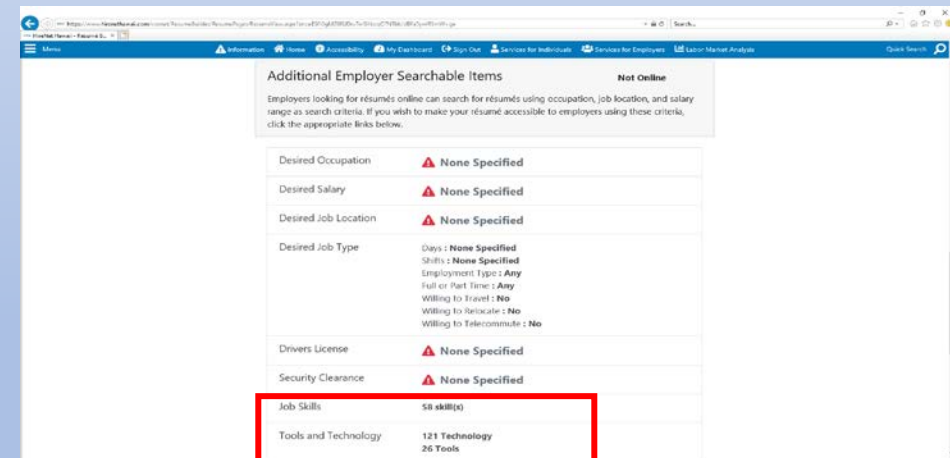 Search...
HireNet Hawaii - Résumé B...
Menu
Information Home Accessibility My Dashboard Sign Out Services for Individuals Services for Employers Labor Market Analysis
Quick Search
Additional Employer Searchable Items
Not Online
Employers looking for résumés online can search for résumés using occupation, job location, and salary
range as search criteria. If you wish to make your résumé accessible to employers using these criteria,
click the appropriate links below.
Desired Occupation
None Specified
Desired Salary
None Specified
Desired Job Location
None Specified
Desired Job Type
Days : None Specified
Shifts : None Specified
Employment Type : Any
Full or Part Time : Any
Willing to Travel : No
Willing to Relocate : No
Willing to Telecommute : No
Drivers License
None Specified
Security Clearance
None Specified
Job Skills
58 skill(s)
Tools and Technology
121 Technology
26 Tools